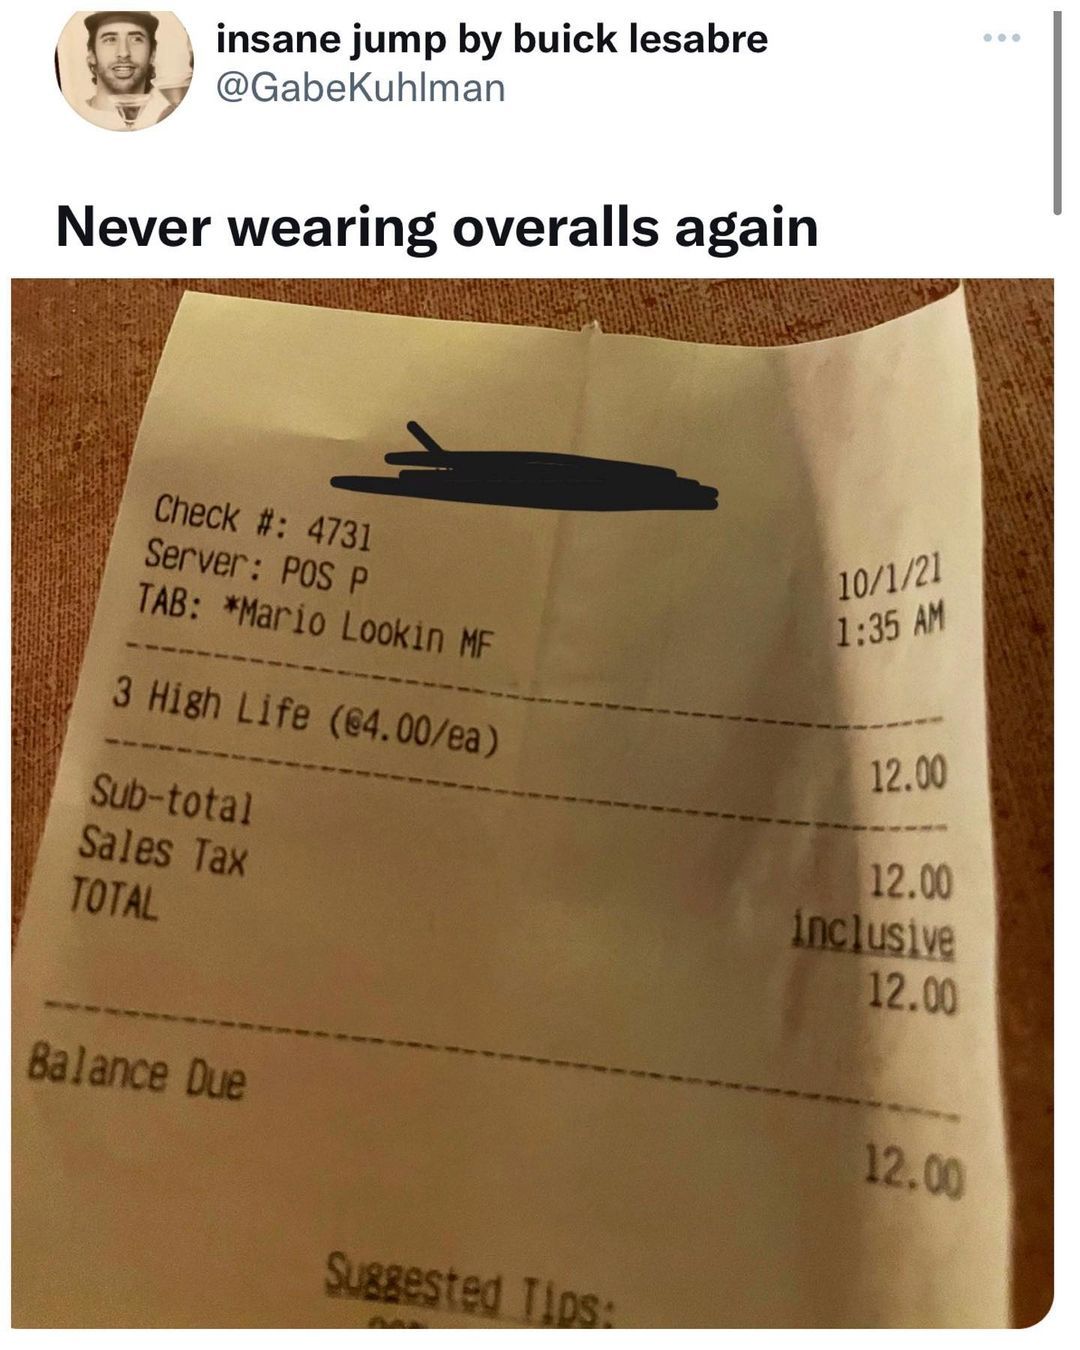 insane jump by buick lesabre
@GabeKuhlman
Never wearing overalls again
Check #: 4731
Server: POS P 10/1/21
TAB: *Mario Lookin MF 1:35 AM
3 High Life (@4.00/ea) 12.00
Sub-total 12.00
Sales Tax inclusive
TOTAL 12.00
Balance Due 12.00
Suggested Tips: